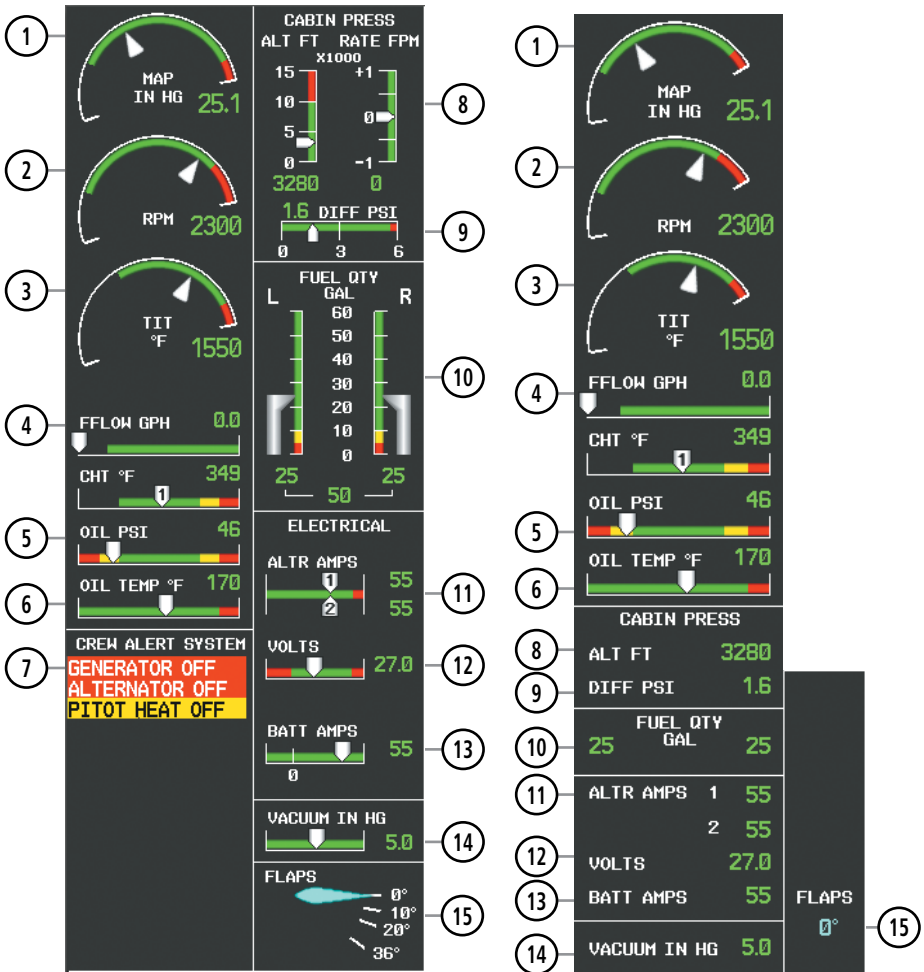 1
MAP
IN HG
25.1
2
RPM
2300
3
TIT
°F
1550
4
FFLOW GPH 0.0
CHT °F 349
1
5
OIL PSI 46
6
OIL TEMP °F 170
7
CREW ALERT SYSTEM
GENERATOR OFF
ALTERNATOR OFF
PITOT HEAT OFF
CABIN PRESS
ALT FT RATE FPM
X1000
15 +1
10
8
5 0
0 -1
3280 0
1.6 DIFF PSI
9
0 3 6
FUEL QTY
GAL
L R
60
50
40
30
10
20
10
0
25 25
50
ELECTRICAL
ALTR AMPS
1 55
11
2 55
VOLTS
27.0
12
BATT AMPS
55
13
0
VACUUM IN HG
5.0
14
FLAPS
0°
10°
15
20°
36°
1
MAP
IN HG
25.1
2
RPM
2300
3
TIT
°F
1550
4
FFLOW GPH 0.0
CHT °F 349
1
5
OIL PSI 46
6
OIL TEMP °F 170
CABIN PRESS
8
ALT FT 3280
9
DIFF PSI 1.6
10
FUEL QTY
GAL
25 25
11
ALTR AMPS 1 55
2 55
12
VOLTS 27.0
13
BATT AMPS 55
14
VACUUM IN HG 5.0
FLAPS
0°
15